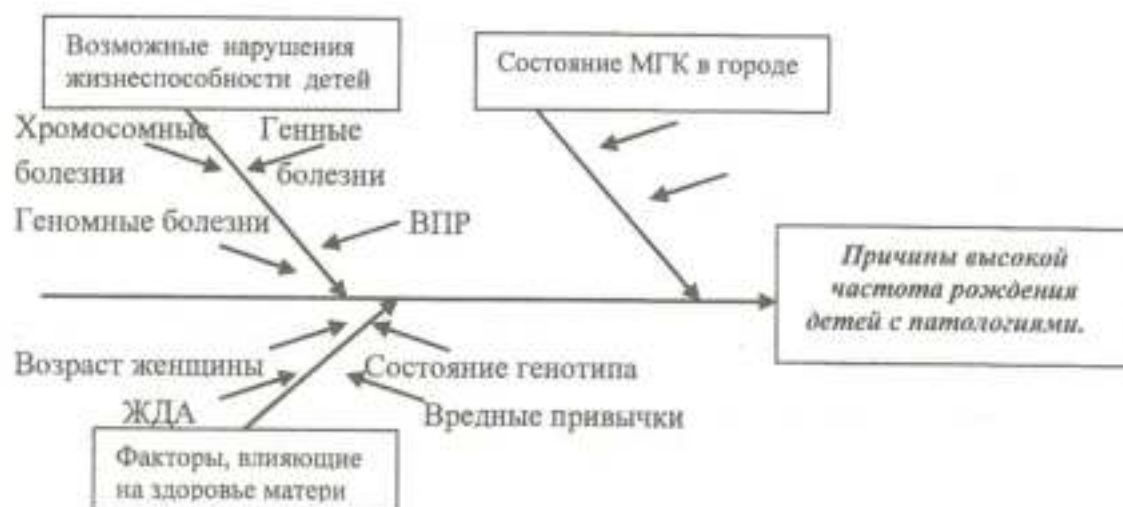 Возможные нарушения
жизнеспособности детей
Состояние МГК в городе
Хромосомные
болезни
Генные
болезни
Геномные болезни
ВПР
Причины высокой
частота рождения
детей с патологиями.
Возраст женщины
Состояние генотипа
ЖДА
Вредные привычки
Факторы, влияющие
на здоровье матери